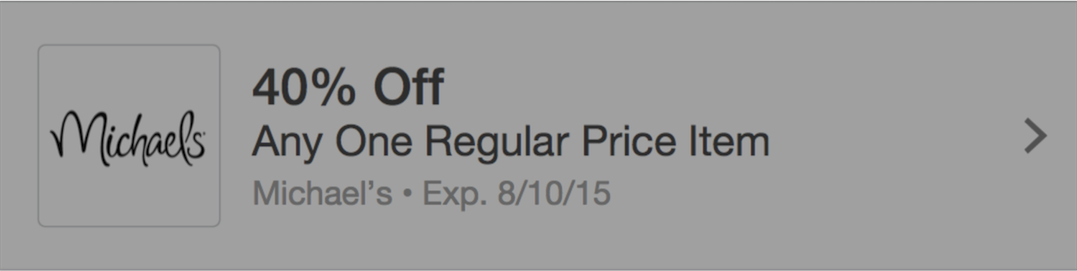 Michaels
40% Off
Any One Regular Price Item
Michael’s • Exp. 8/10/15